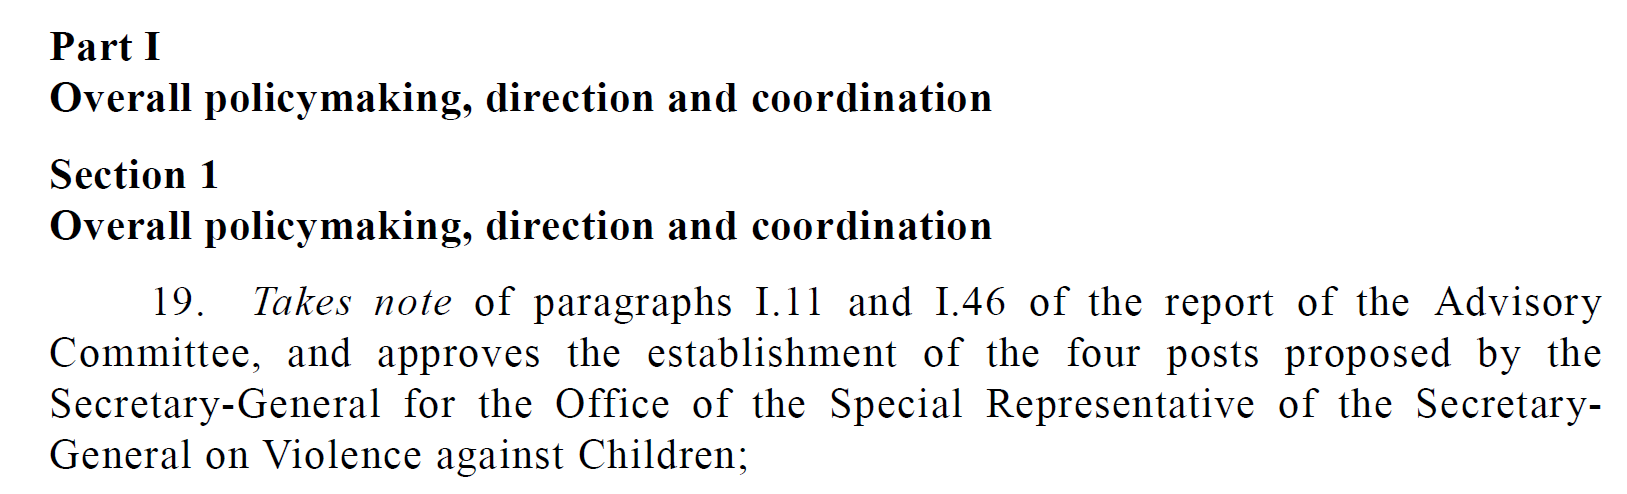 Part I
Overall policymaking, direction and coordination
Section 1
Overall policymaking, direction and coordination
19. Takes note of paragraphs I.11 and I.46 of the report of the Advisory
Committee, and approves the establishment of the four posts proposed by the
Secretary-General for the Office of the Special Representative of the Secretary-
General on Violence against Children;